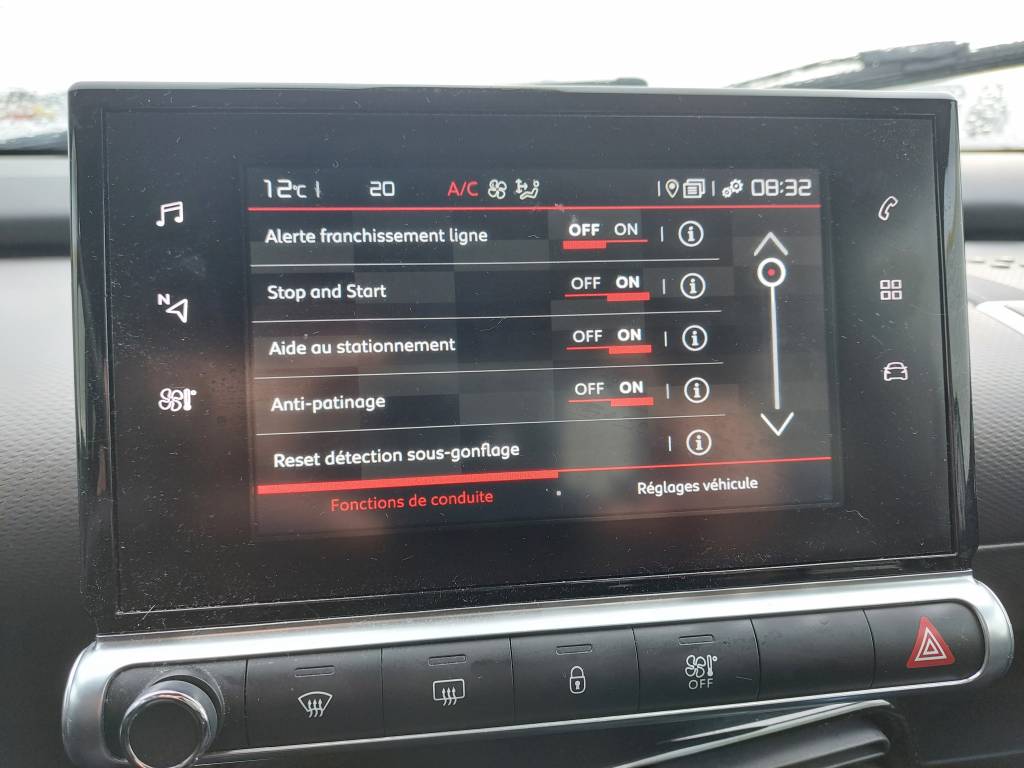 12°C 20 A/C 08:32
Alerte franchissement ligne OFF ON
Stop and Start OFF ON
Aide au stationnement OFF ON
Anti-patinage OFF ON
Reset détection sous-gonflage
Fonctions de conduite Réglages véhicule
N
OFF